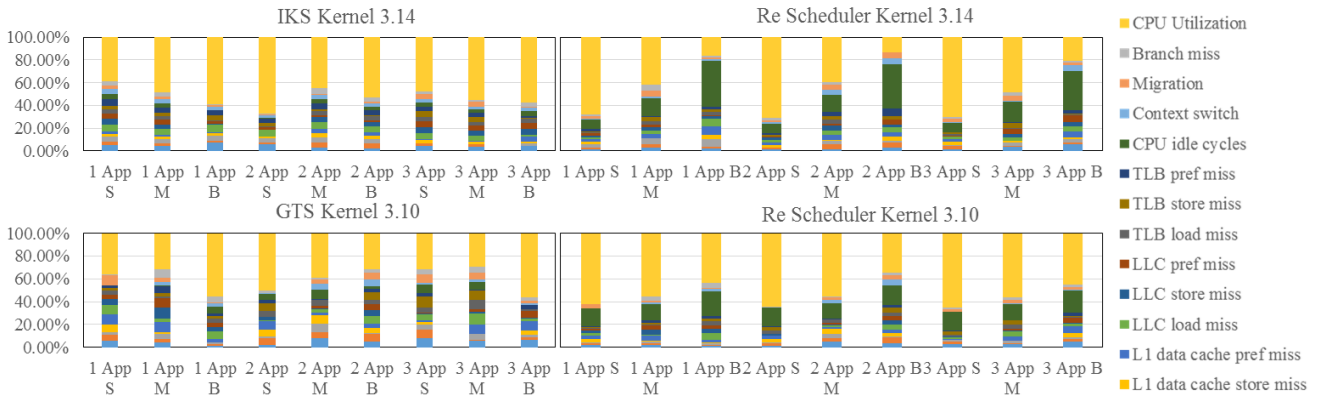 IKS Kernel 3.14
Re Scheduler Kernel 3.14
100.00%
80.00%
60.00%
40.00%
20.00%
0.00%
1 App S
1 App M
1 App B
2 App S
2 App M
2 App B
3 App S
3 App M
3 App B
1 App S
1 App M
1 App B
2 App S
2 App M
2 App B
3 App S
3 App M
3 App B
GTS Kernel 3.10
Re Scheduler Kernel 3.10
100.00%
80.00%
60.00%
40.00%
20.00%
0.00%
1 App S
1 App M
1 App B
2 App S
2 App M
2 App B
3 App S
3 App M
3 App B
1 App S
1 App M
1 App B
2 App S
2 App M
2 App B
3 App S
3 App M
3 App B
CPU Utilization
Branch miss
Migration
Context switch
CPU idle cycles
TLB pref miss
TLB store miss
TLB load miss
LLC pref miss
LLC store miss
LLC load miss
L1 data cache pref miss
L1 data cache store miss